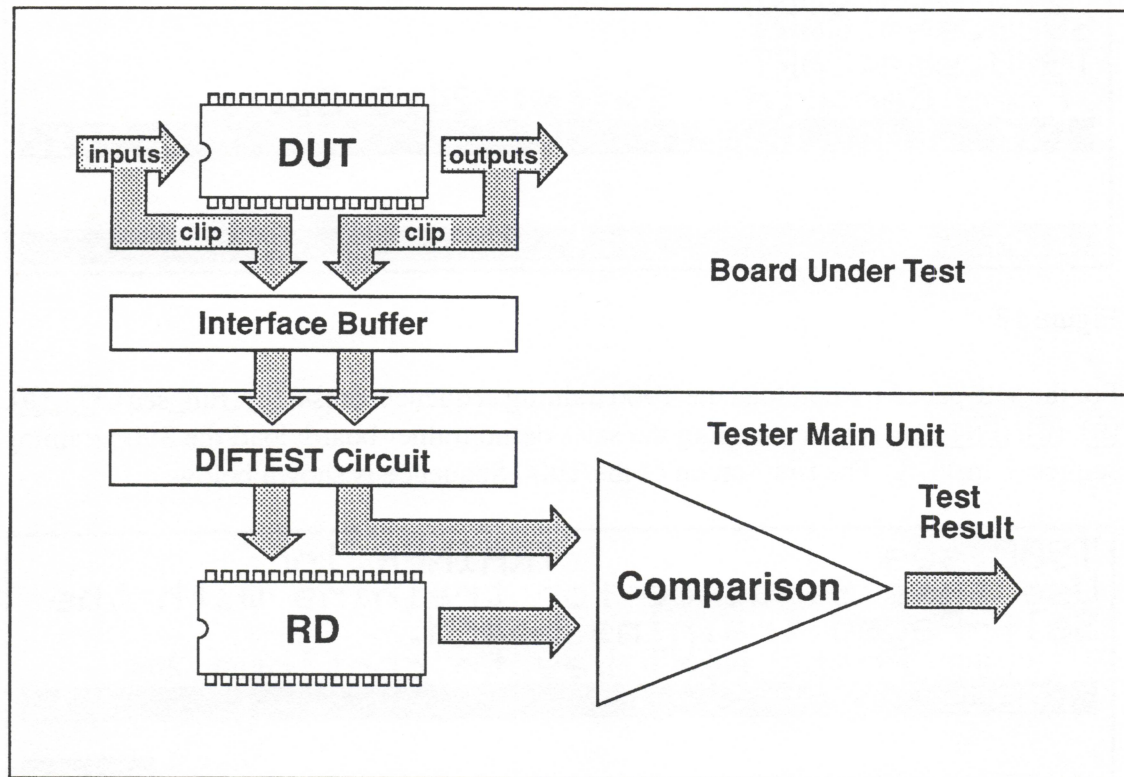 inputs
DUT
outputs
clip
clip
Board Under Test
Interface Buffer
Tester Main Unit
DIFTEST Circuit
Test
Result
Comparison
RD